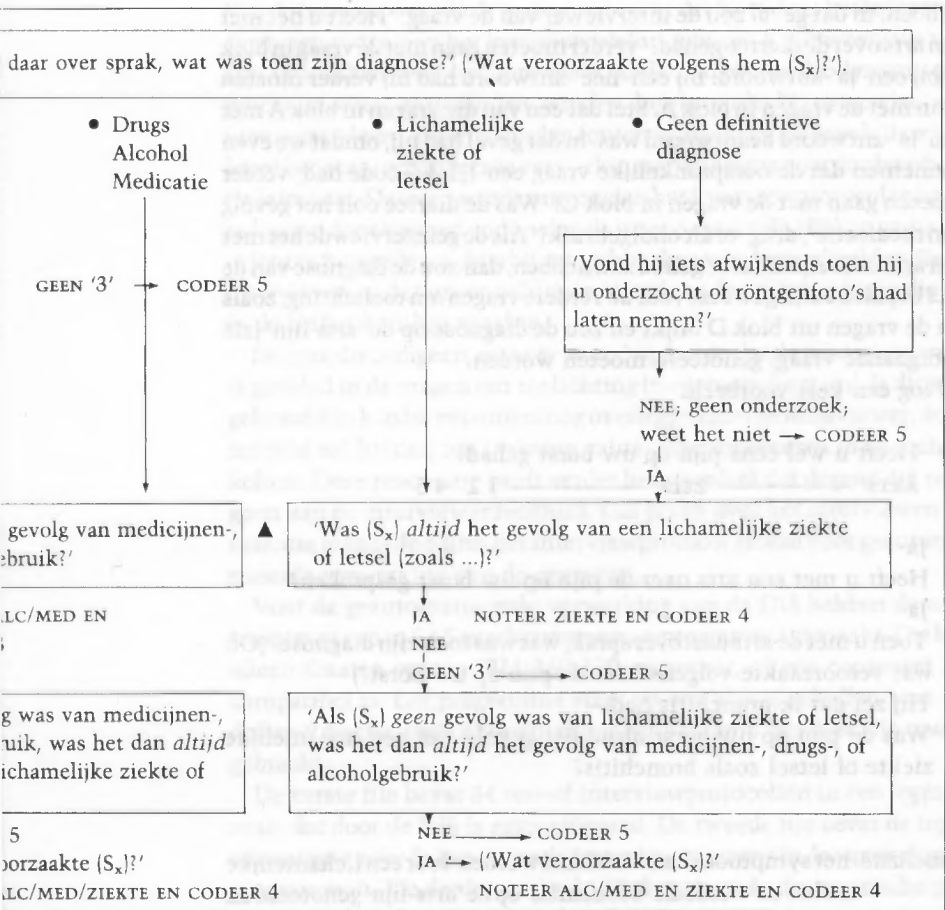 daar over sprak, wat was toen zijn diagnose?' ('Wat veroorzaakte volgens hem (Sx)?').
• Drugs
Alcohol
Medicatie
• Lichamelijke
ziekte of
letsel
• Geen definitieve
diagnose
GEEN '3' → CODEER 5
'Vond hij iets afwijkends toen hij
u onderzocht of röntgenfoto's had
laten nemen?'
NEE; geen onderzoek;
weet het niet → CODEER 5
JA
gevolg van medicijnen-,
ebruik?'
▲
'Was (Sx) altijd het gevolg van een lichamelijke ziekte
of letsel (zoals ...)?'
LC/MED EN
JA NOTEER ZIEKTE EN CODEER 4
NEE
GEEN '3' → CODEER 5
g was van medicijnen-,
ruik, was het dan altijd
ichamelijke ziekte of
'Als (Sx) geen gevolg was van lichamelijke ziekte of letsel,
was het dan altijd het gevolg van medicijnen-, drugs-, of
alcoholgebruik?'
5
oorzaakte (Sx)?'
LC/MED/ZIEKTE EN CODEER 4
NEE → CODEER 5
JA → ('Wat veroorzaakte (Sx)?'
NOTEER ALC/MED EN ZIEKTE EN CODEER 4